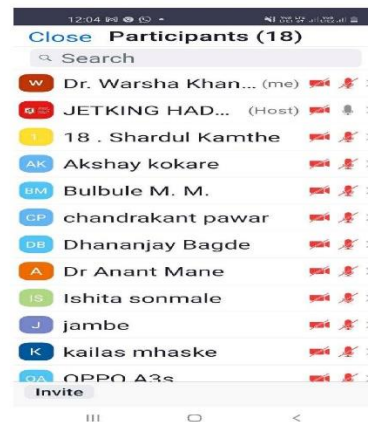 12:04
Close Participants (18)
Search
W Dr. Warsha Khan... (me)
JETKING HAD... (Host)
1 18 . Shardul Kamthe
AK Akshay kokare
BM Bulbule M. M.
CP chandrakant pawar
DB Dhananjay Bagde
A Dr Anant Mane
IS Ishita sonmale
J jambe
K kailas mhaske
OA OPPO A3s
Invite